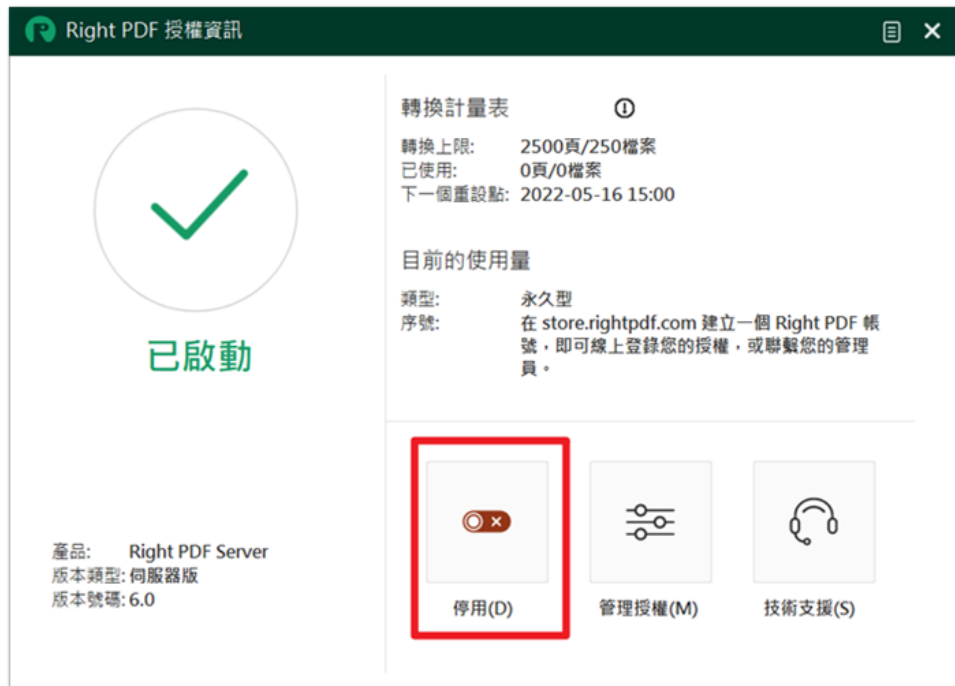 Right PDF 授權資訊
已啟動
產品: Right PDF Server
版本類型: 伺服器版
版本號碼: 6.0
轉換計量表
轉換上限: 2500頁/250檔案
已使用: 0頁/0檔案
下一個重設點: 2022-05-16 15:00
目前的使用量
類型: 永久型
序號: 在 store.rightpdf.com 建立一個 Right PDF 帳
號，即可線上登錄您的授權，或聯繫您的管理
員。
停用(D)
管理授權(M)
技術支援(S)